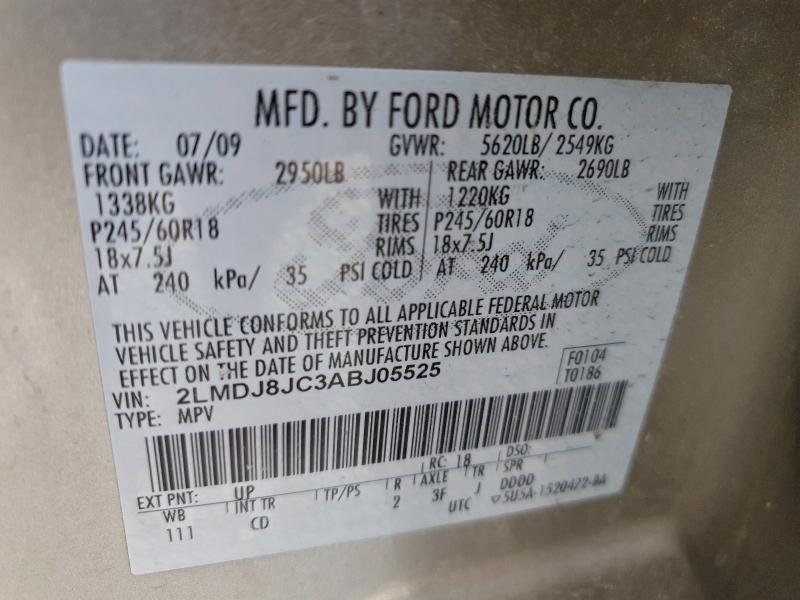 MFD. BY FORD MOTOR CO.
DATE: 07/09 GVWR: 5620LB/ 2549KG
FRONT GAWR: 2950LB REAR GAWR: 2690LB
1338KG WITH 1220KG WITH
P245/60R18 TIRES P245/60R18 TIRES
18x7.5J RIMS 18x7.5J RIMS
AT 240 kPa/ 35 PSI COLD AT 240 kPa/ 35 PSI COLD
THIS VEHICLE CONFORMS TO ALL APPLICABLE FEDERAL MOTOR
VEHICLE SAFETY AND THEFT PREVENTION STANDARDS IN
EFFECT ON THE DATE OF MANUFACTURE SHOWN ABOVE.
VIN: 2LMDJ8JC3ABJ05525 F0104
TYPE: MPV T0186
EXT PNT: UP RC: 18 DSO:
WB INT TR TP/PS R AXLE TR SPR
111 CD 2 3F J DDDD
UTC 5U5A-1520472-BA